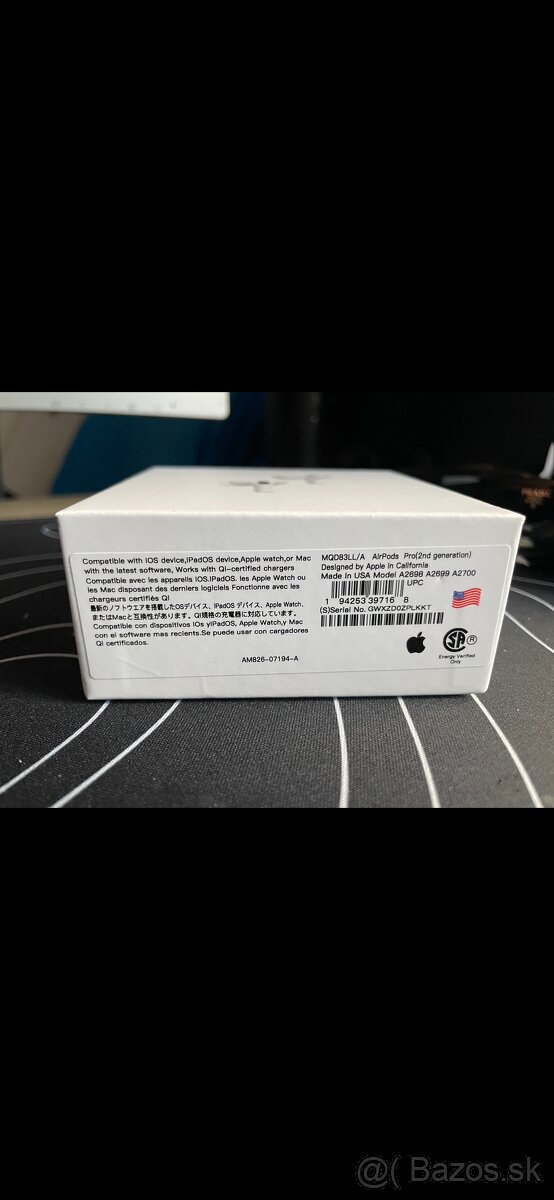 Compatible with IOS device,iPadOS device,Apple watch,or Mac
with the latest software, Works with Qi-certified chargers
Compatible avec les appareils IOS.IPadOS. les Apple Watch ou
les Mac disposant des derniers logiciels Fonctionne avec les
chargeurs certifiés QI
最新のノフトウエアを搭載したOSデバイス、IPadOS デバイス、Apple Watch,
またはMacと互換性があります。QI規格の充電器に対応しています。
Compatible con dispositivos IOs yiPadOS, Apple Watch,y Mac
con el software mas recients.Se puede usar con cargadores
QI certificados.
AM826-07194-A
MQD83LL/A AirPods Pro(2nd generation)
Designed by Apple in California
Made in USA Model A2698 A2699 A2700
UPC
1 94253 39716 8
(S)Serial No. GWXZD0ZPLKKT
SA ®
Energy Verified
Only
@( Bazos.sk